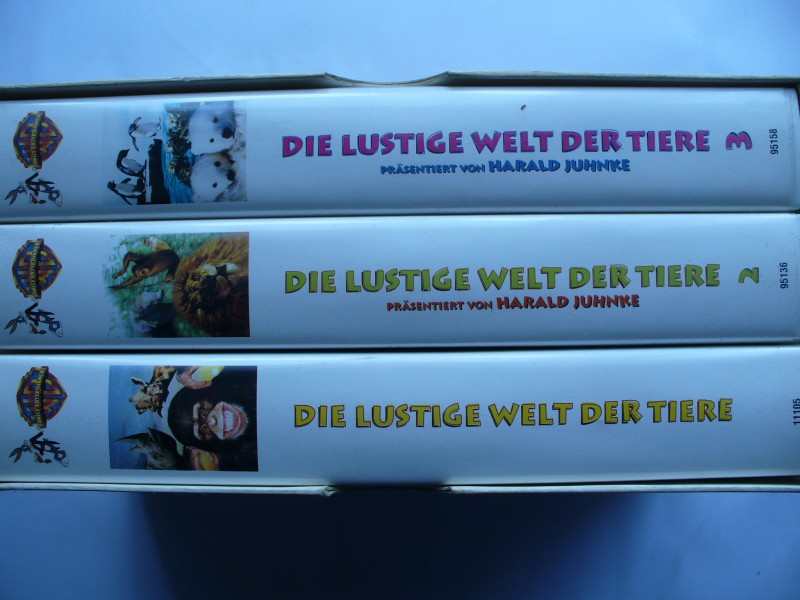 DIE LUSTIGE WELT DER TIERE 3
PRÄSENTIERT VON HARALD JUHNKE
95158
DIE LUSTIGE WELT DER TIERE 2
PRÄSENTIERT VON HARALD JUHNKE
95136
DIE LUSTIGE WELT DER TIERE
11105